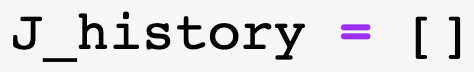 J_history = []